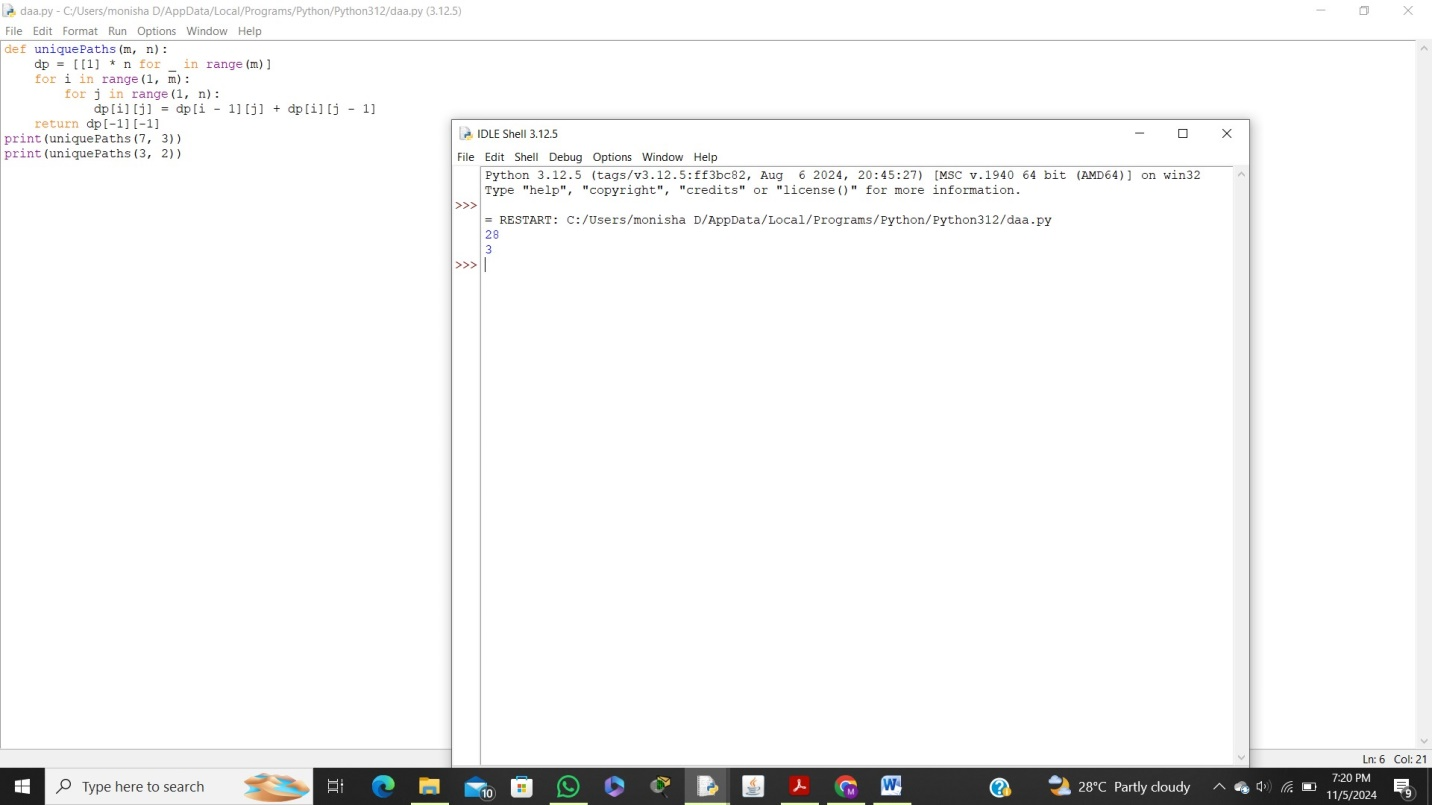 daa.py - C:/Users/monisha D/AppData/Local/Programs/Python/Python312/daa.py (3.12.5)
File Edit Format Run Options Window Help
def uniquePaths(m, n):
    dp = [[1] * n for _ in range(m)]
    for i in range(1, m):
        for j in range(1, n):
            dp[i][j] = dp[i - 1][j] + dp[i][j - 1]
    return dp[-1][-1]
print(uniquePaths(7, 3))
print(uniquePaths(3, 2))
IDLE Shell 3.12.5
File Edit Shell Debug Options Window Help
Python 3.12.5 (tags/v3.12.5:ff3bc82, Aug  6 2024, 20:45:27) [MSC v.1940 64 bit (AMD64)] on win32
Type "help", "copyright", "credits" or "license()" for more information.
>>>
= RESTART: C:/Users/monisha D/AppData/Local/Programs/Python/Python312/daa.py
28
3
>>>
Ln: 6 Col: 21
Type here to search
10
M
W
28°C Partly cloudy
7:20 PM
11/5/2024
9